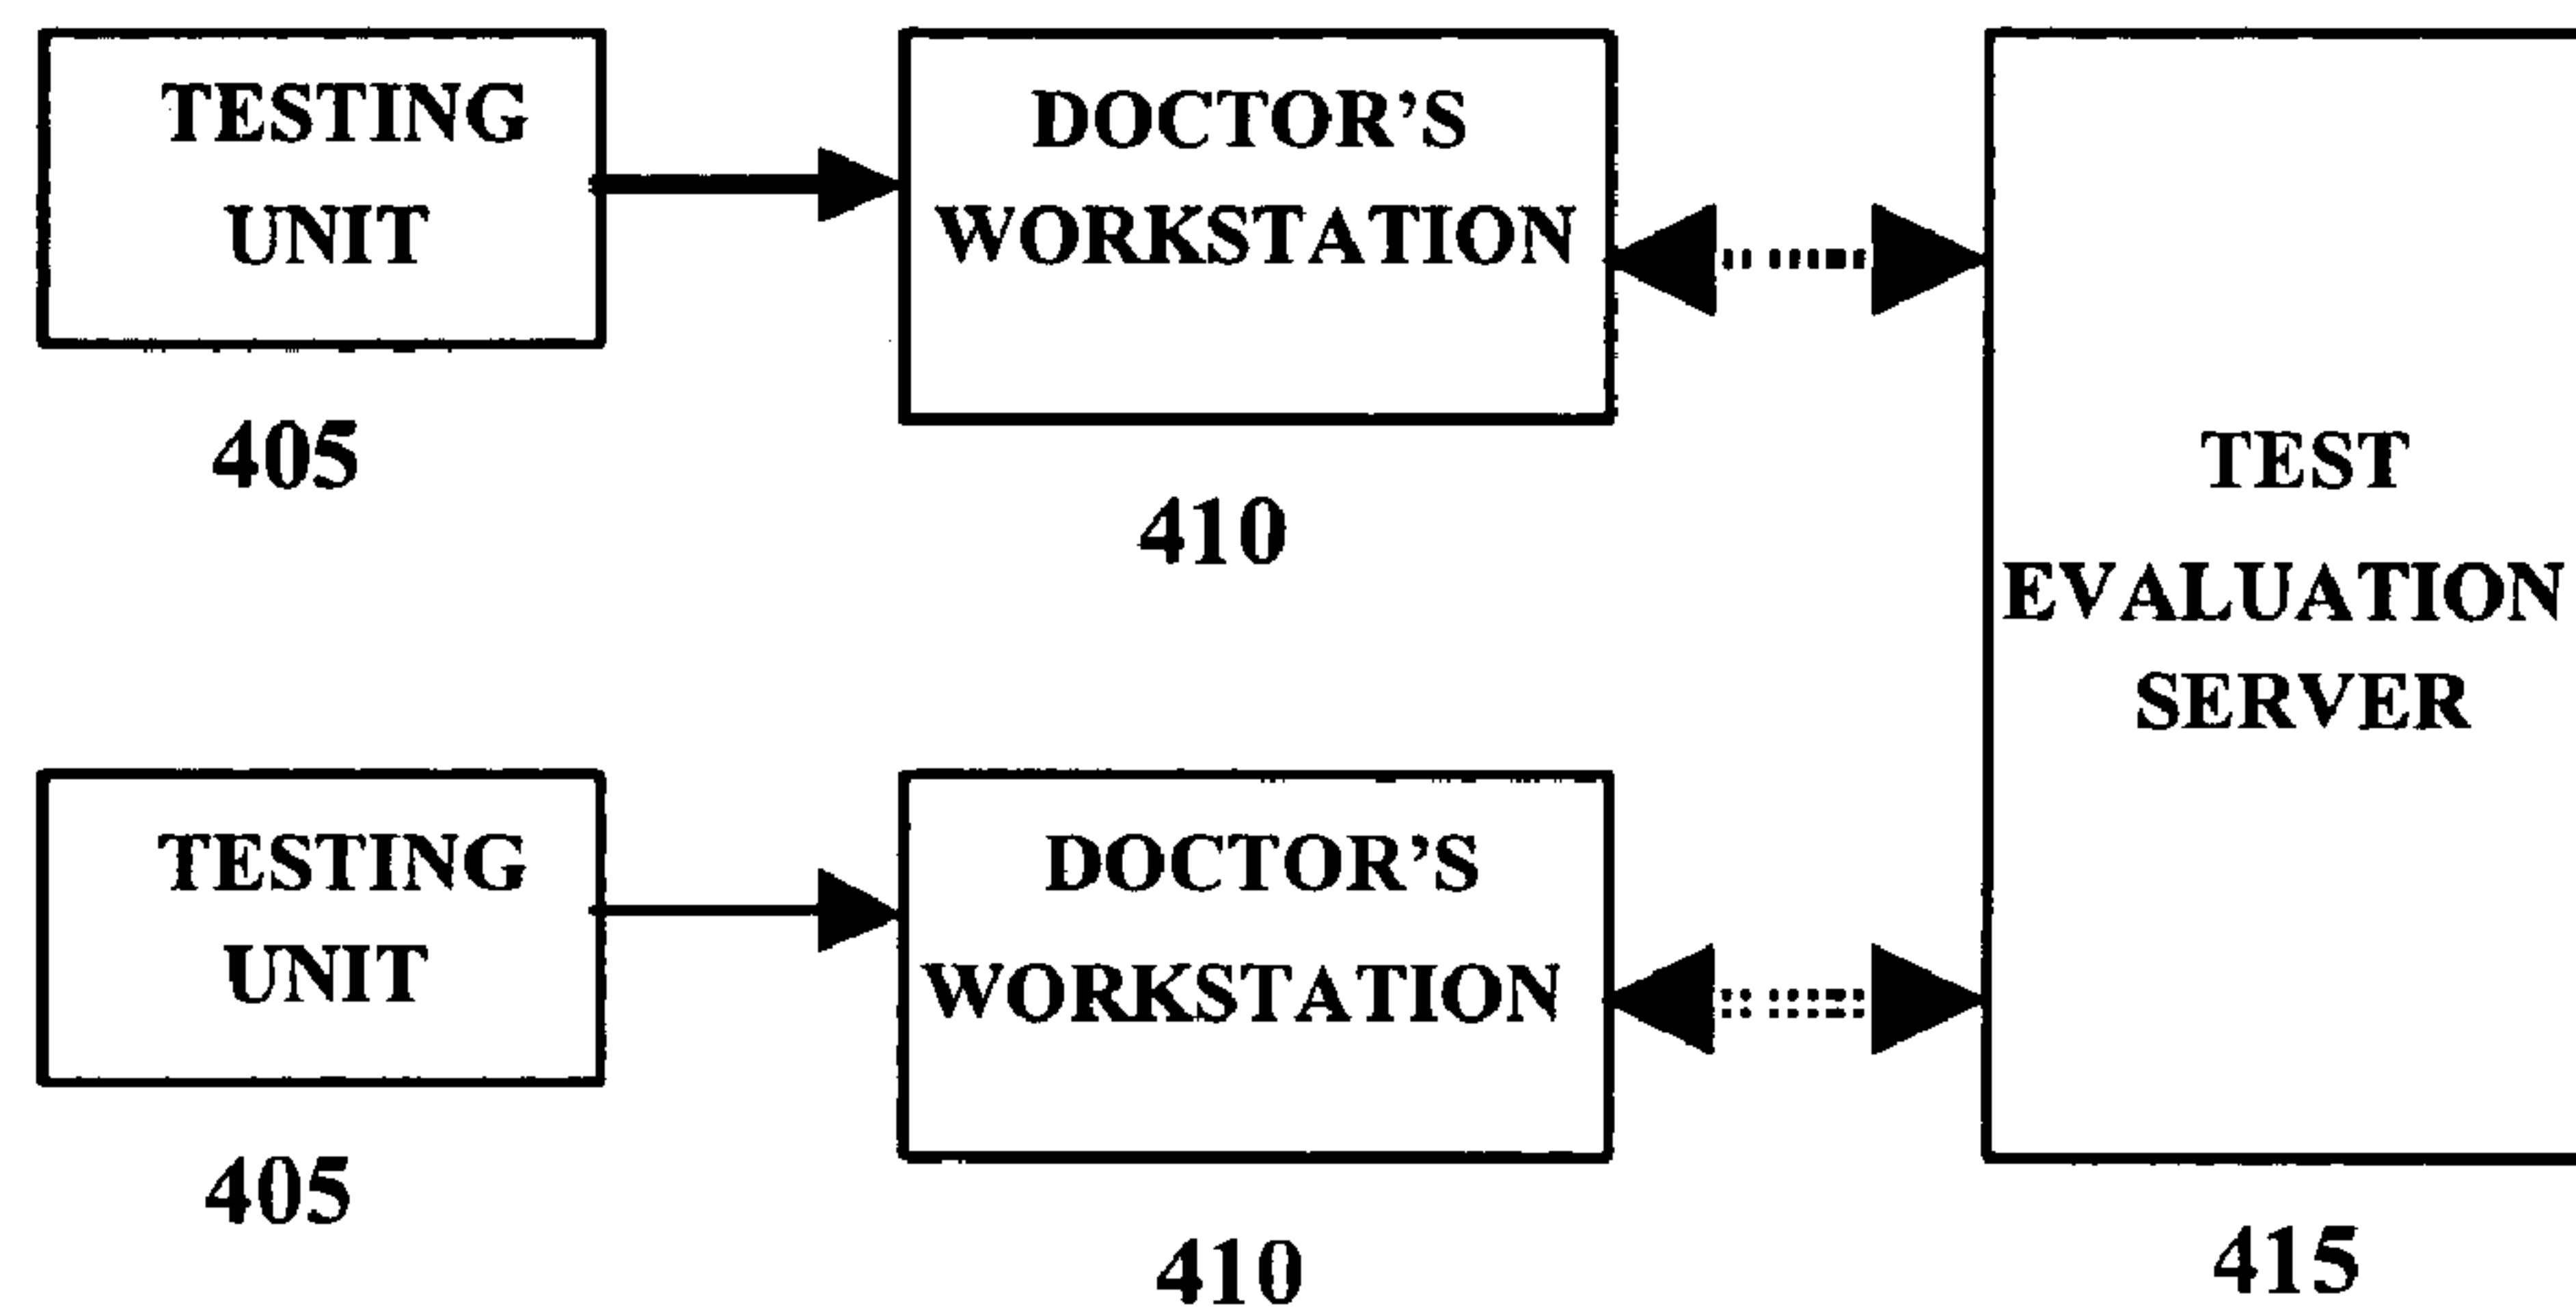 TESTING
UNIT
405
DOCTOR’S
WORKSTATION
410
TEST
EVALUATION
SERVER
415
TESTING
UNIT
405
DOCTOR’S
WORKSTATION
410